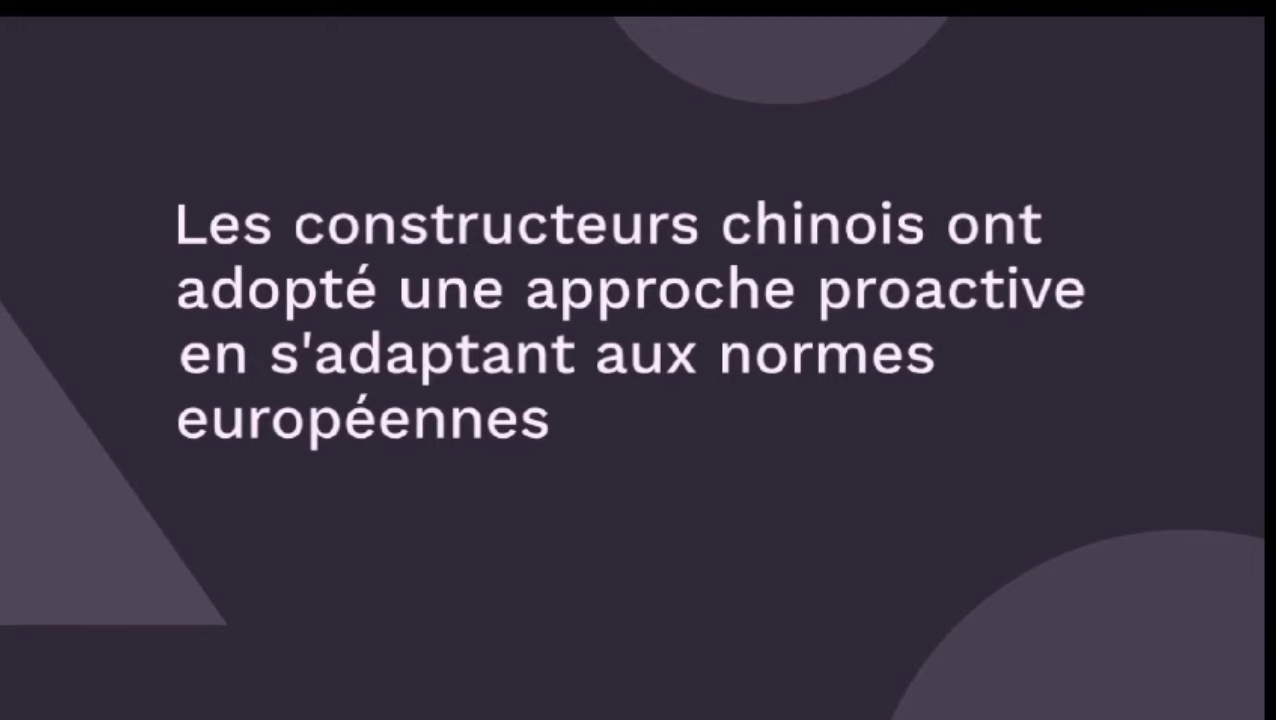 Les constructeurs chinois ont
adopté une approche proactive
en s'adaptant aux normes
européennes